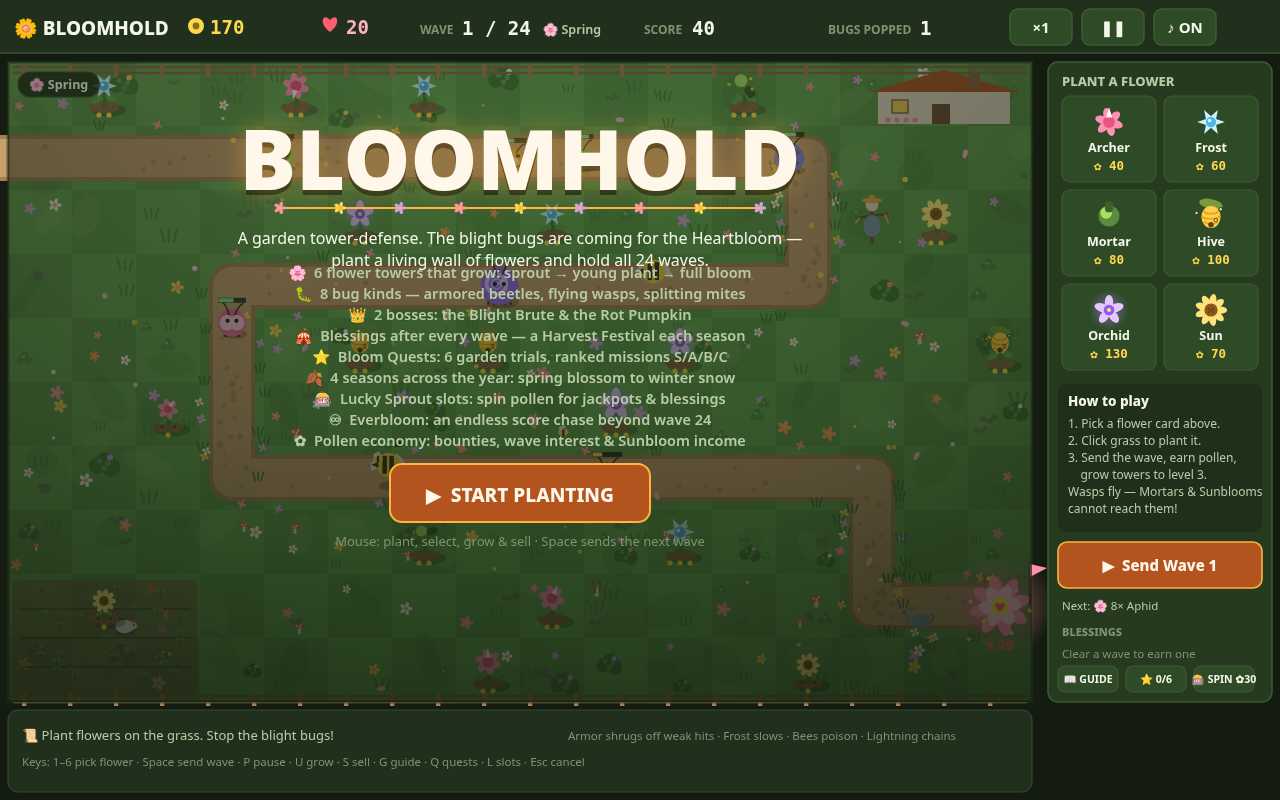 🌼 BLOOMHOLD 170 20 WAVE 1 / 24 🌸 Spring SCORE 40 BUGS POPPED 1 ×1 ❚❚ ♪ ON
🌸 Spring
BLOOMHOLD
A garden tower-defense. The blight bugs are coming for the Heartbloom —
plant a living wall of flowers and hold all 24 waves.
🌸 6 flower towers that grow: sprout → young plant → full bloom
🐛 8 bug kinds — armored beetles, flying wasps, splitting mites
👑 2 bosses: the Blight Brute & the Rot Pumpkin
🎪 Blessings after every wave — a Harvest Festival each season
⭐ Bloom Quests: 6 garden trials, ranked missions S/A/B/C
🍂 4 seasons across the year: spring blossom to winter snow
🎰 Lucky Sprout slots: spin pollen for jackpots & blessings
♾ Everbloom: an endless score chase beyond wave 24
✿ Pollen economy: bounties, wave interest & Sunbloom income
▶ START PLANTING
Mouse: plant, select, grow & sell · Space sends the next wave
PLANT A FLOWER
Archer
✿ 40
Frost
✿ 60
Mortar
✿ 80
Hive
✿ 100
Orchid
✿ 130
Sun
✿ 70
How to play
1. Pick a flower card above.
2. Click grass to plant it.
3. Send the wave, earn pollen,
grow towers to level 3.
Wasps fly — Mortars & Sunblooms
cannot reach them!
▶ Send Wave 1
Next: 🌸 8× Aphid
BLESSINGS
Clear a wave to earn one
📖 GUIDE ⭐ 0/6 🎰 SPIN ✿30
📜 Plant flowers on the grass. Stop the blight bugs!
Armor shrugs off weak hits · Frost slows · Bees poison · Lightning chains
Keys: 1–6 pick flower · Space send wave · P pause · U grow · S sell · G guide · Q quests · L slots · Esc cancel